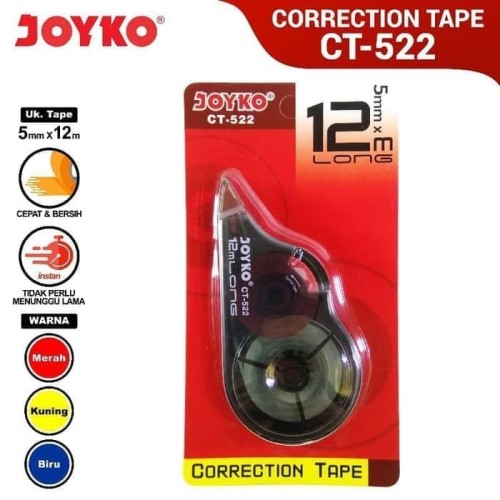 JOYKO
CORRECTION TAPE
CT-522
Uk. Tape
5mm x 12m
CEPAT & BERSIH
instan
TIDAK PERLU
MENUNGGU LAMA
WARNA
Merah
Kuning
Biru
JOYKO
CT-522
12
5mm x m
LONG
JOYKO
12m LONG
CT-522
CORRECTION TAPE